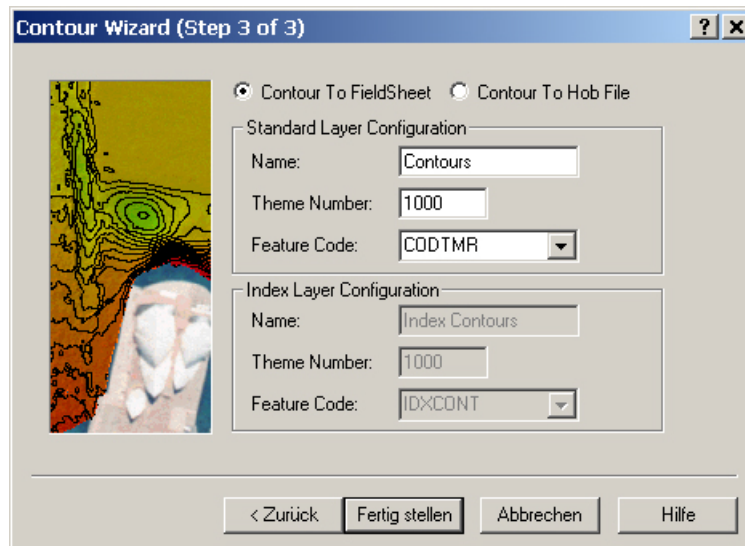 Contour Wizard (Step 3 of 3)
Contour To FieldSheet Contour To Hob File
Standard Layer Configuration
Name: Contours
Theme Number: 1000
Feature Code: CODTMR
Index Layer Configuration
Name: Index Contours
Theme Number: 1000
Feature Code: IDXCONT
< Zurück Fertig stellen Abbrechen Hilfe